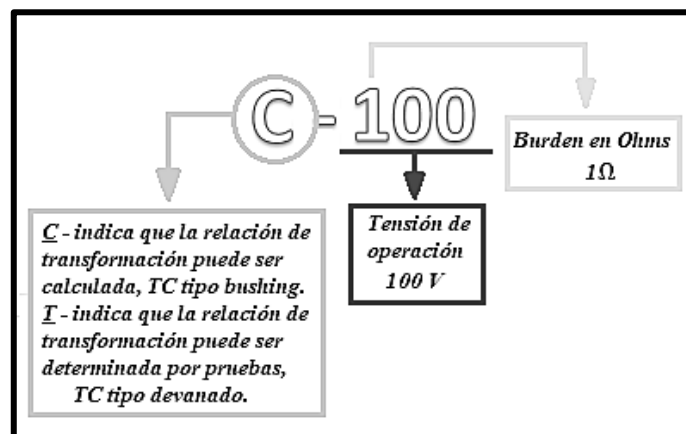 C - 100
Burden en Ohms
1Ω
C - indica que la relación de
transformación puede ser
calculada, TC tipo bushing.
T - indica que la relación de
transformación puede ser
determinada por pruebas,
TC tipo devanado.
Tensión de
operación
100 V